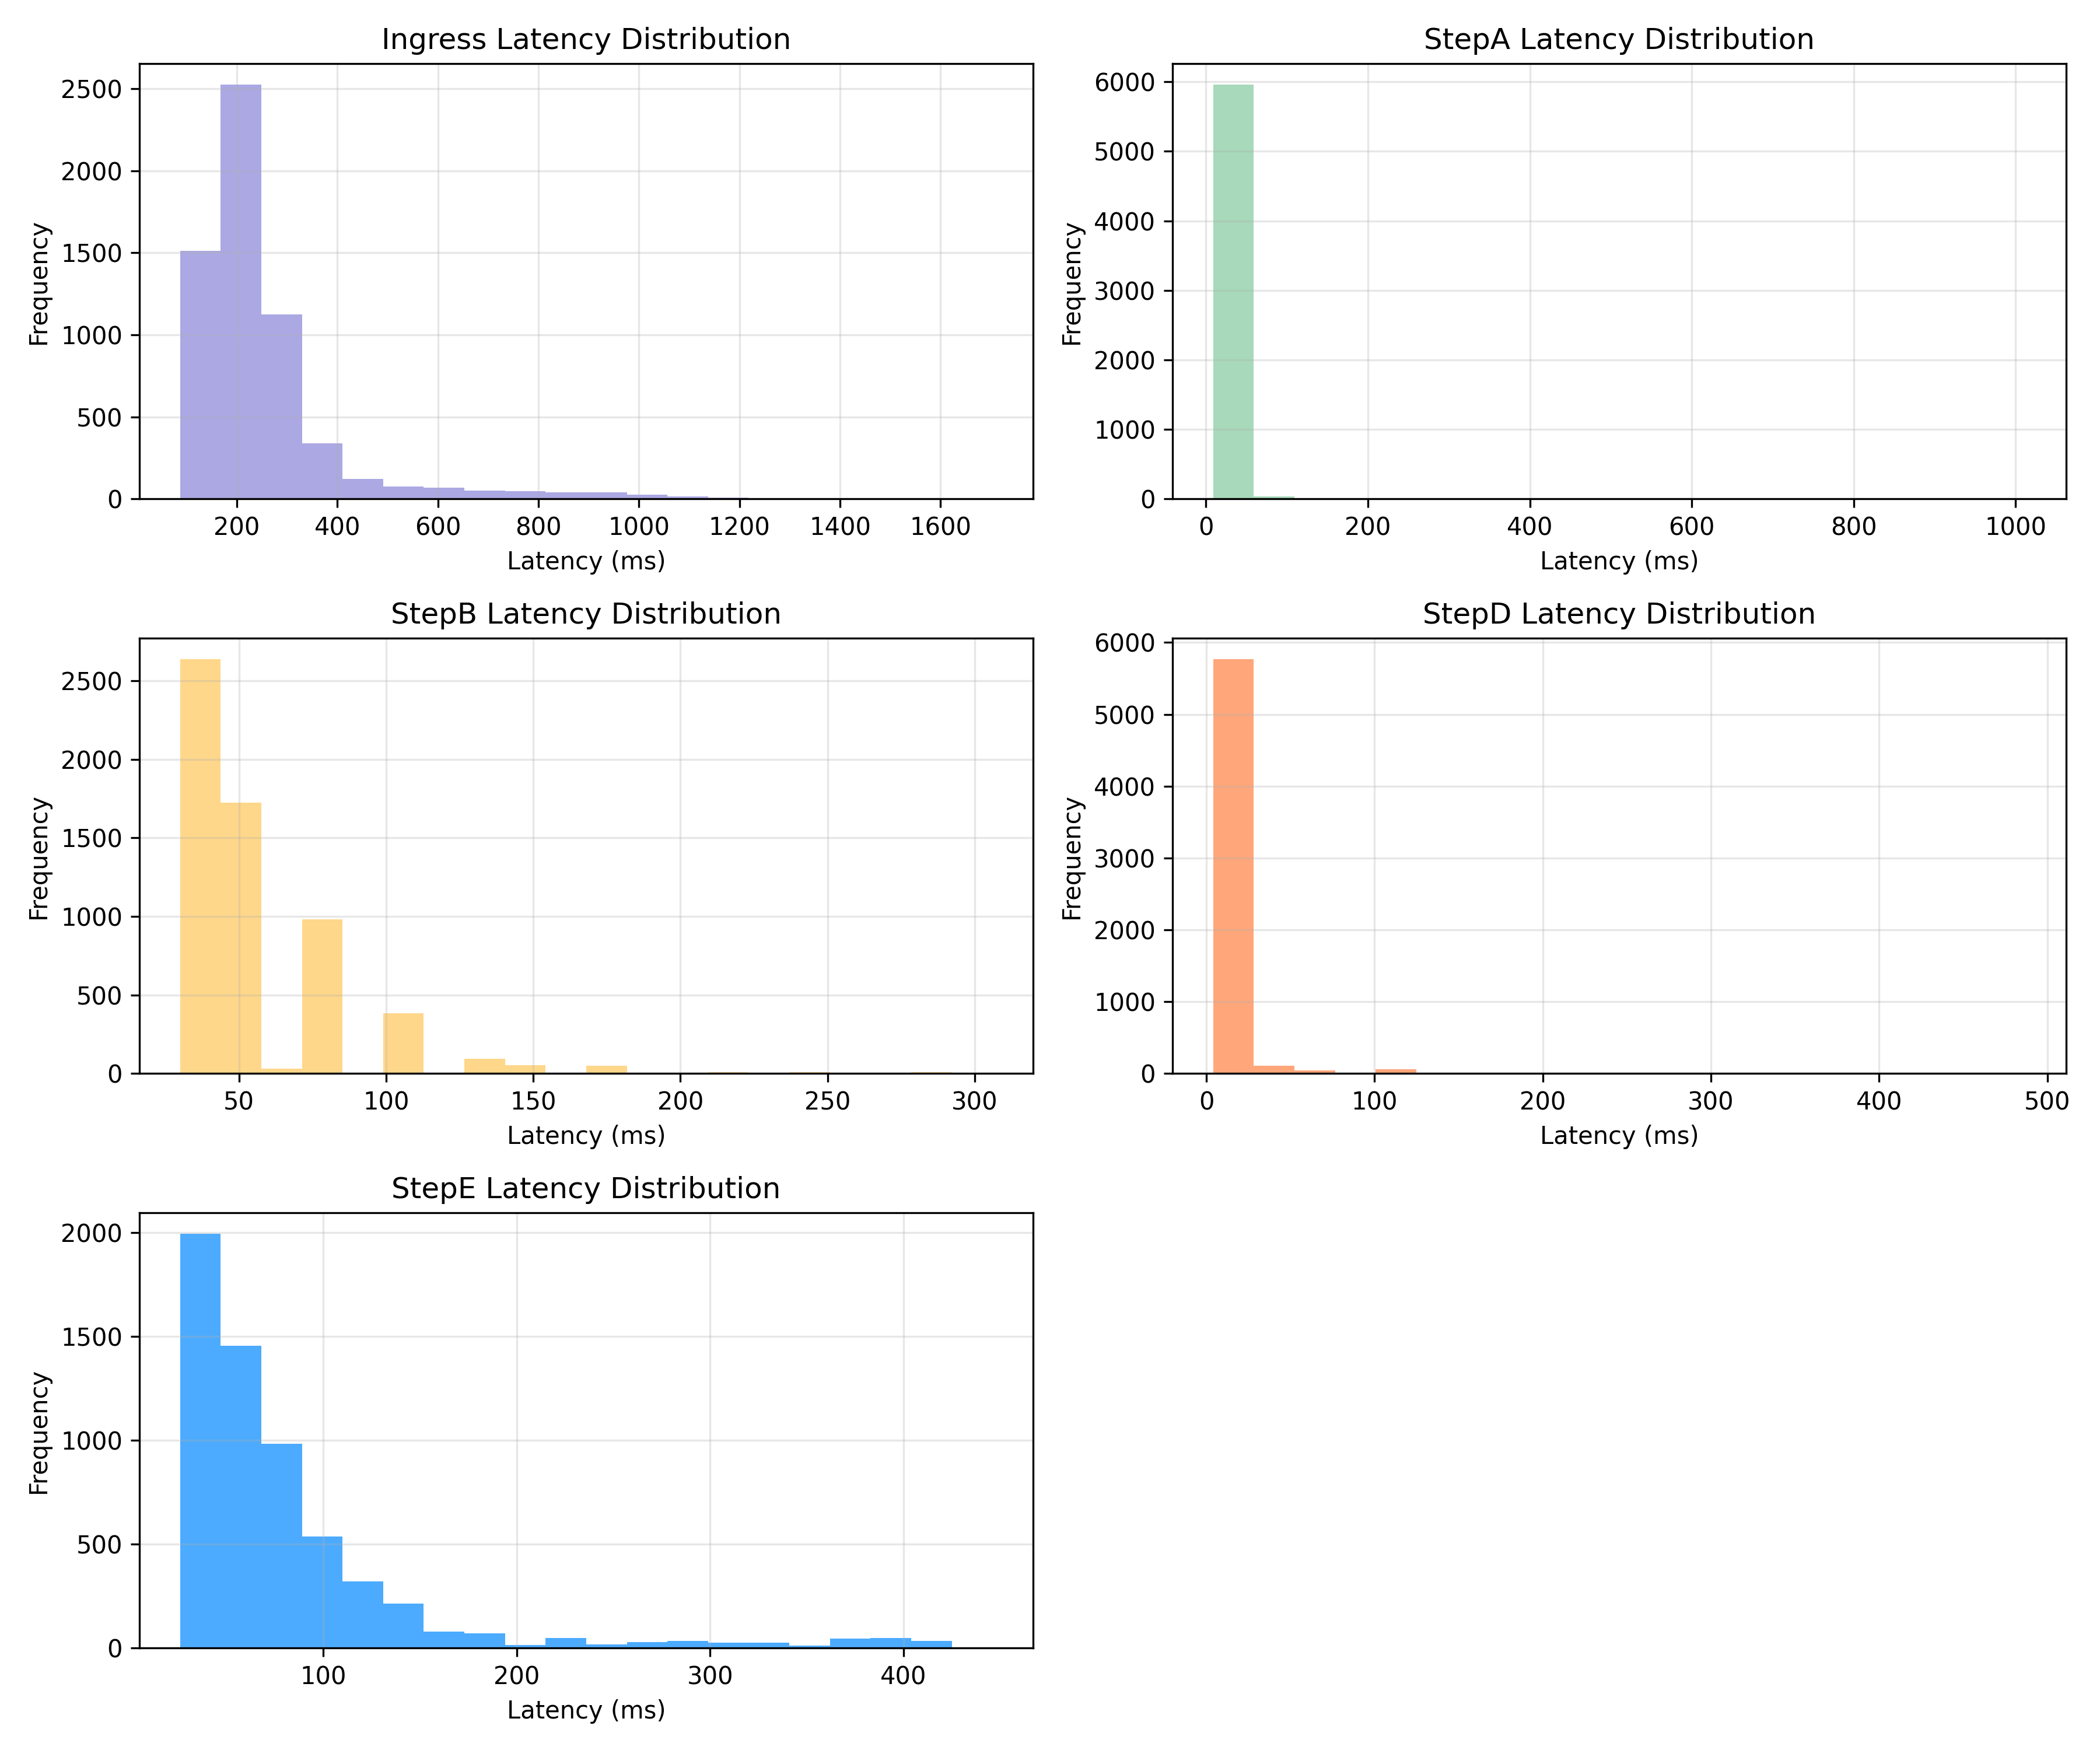 Ingress Latency Distribution
Frequency
2500
2000
1500
1000
500
0
200 400 600 800 1000 1200 1400 1600
Latency (ms)
StepA Latency Distribution
Frequency
6000
5000
4000
3000
2000
1000
0
0 200 400 600 800 1000
Latency (ms)
StepB Latency Distribution
Frequency
2500
2000
1500
1000
500
0
50 100 150 200 250 300
Latency (ms)
StepD Latency Distribution
Frequency
6000
5000
4000
3000
2000
1000
0
0 100 200 300 400 500
Latency (ms)
StepE Latency Distribution
Frequency
2000
1500
1000
500
0
100 200 300 400
Latency (ms)